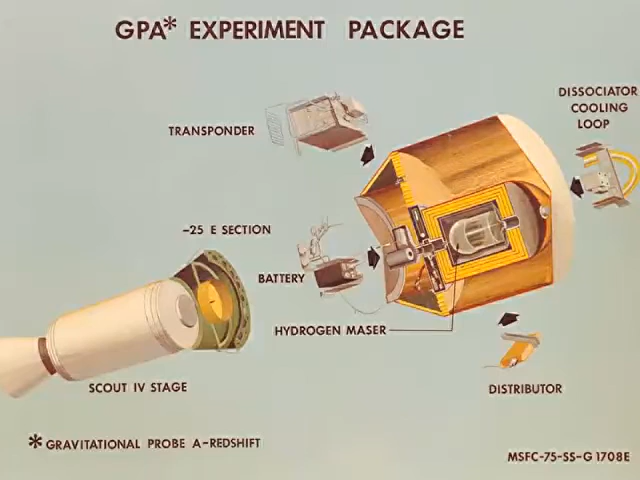 GPA* EXPERIMENT PACKAGE
DISSOCIATOR
COOLING
LOOP
TRANSPONDER
-25 E SECTION
BATTERY
HYDROGEN MASER
SCOUT IV STAGE
DISTRIBUTOR
*GRAVITATIONAL PROBE A-REDSHIFT
MSFC-75-SS-G 1708E